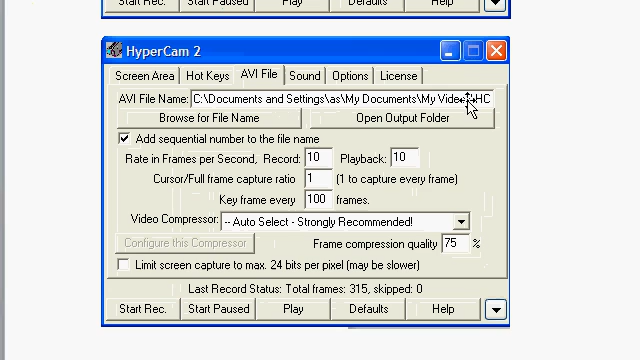 Start Rec. Start Paused Play Defaults Help
HyperCam 2
Screen Area Hot Keys AVI File Sound Options License
AVI File Name: C:\Documents and Settings\as\My Documents\My Video HC
Browse for File Name Open Output Folder
Add sequential number to the file name
Rate in Frames per Second, Record: 10 Playback: 10
Cursor/Full frame capture ratio 1 (1 to capture every frame)
Key frame every 100 frames.
Video Compressor: -- Auto Select - Strongly Recommended!
Configure this Compressor Frame compression quality 75 %
Limit screen capture to max. 24 bits per pixel (may be slower)
Last Record Status: Total frames: 315, skipped: 0
Start Rec. Start Paused Play Defaults Help